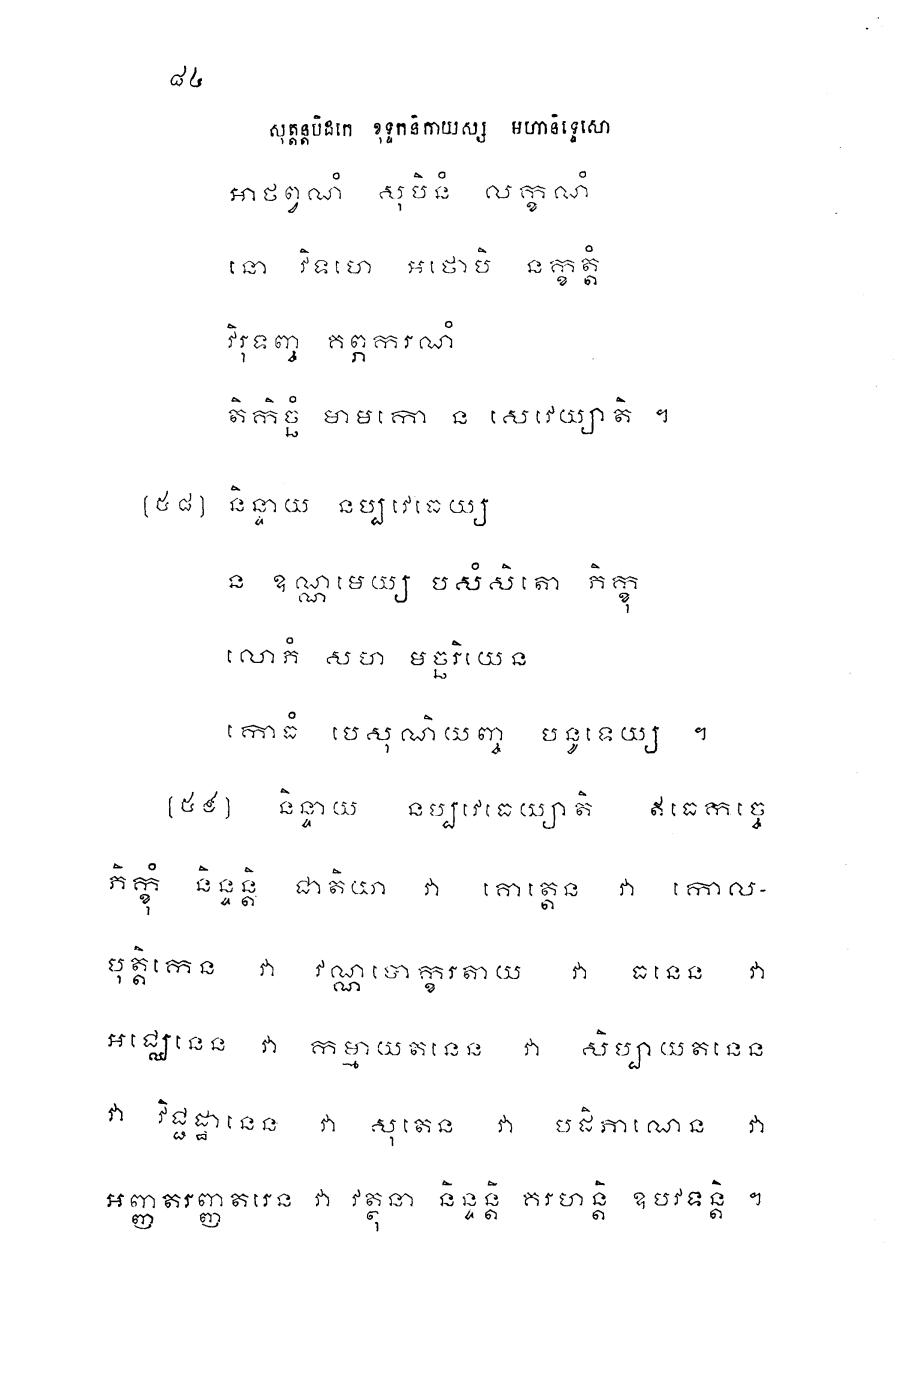 ៨៤
សុត្តន្តបិដកេ ខុទ្ទកនិកាយស្ស មហានិទ្ទេសោ
អាថព្វណំ សុបិនំ លក្ខណំ
នោ វិទហេ អថោបិ នក្ខត្តំ
វិរុទញ្ច គព្ភករណំ
តិកិច្ឆំ មាមកោ ន សេវេយ្យាតិ ។
(៥៨) និន្ទាយ នប្បវេធេយ្យ
ន ឧណ្ណមេយ្យ បសំសិតោ ភិក្ខុ
លោភំ សហ មច្ឆរិយេន
កោធំ បេសុណិយញ្ច បនូទេយ្យ ។
(៥៩) និន្ទាយ នប្បវេធេយ្យាតិ ឥធេកច្ចេ
ភិក្ខុំ និន្ទន្តិ ជាតិយា វា គោត្តេន វា កោល-
បុត្តិកេន វា វណ្ណបោក្ខរតាយ វា ធនេន វា
អជ្ឈេនេន វា កម្មាយតនេន វា សិប្បាយតនេន
វា វិជ្ជដ្ឋានេន វា សុតេន វា បដិភាណេន វា
អញ្ញតរញ្ញតរេន វា វត្ថុនា និន្ទន្តិ គរហន្តិ ឧបវទន្តិ ។